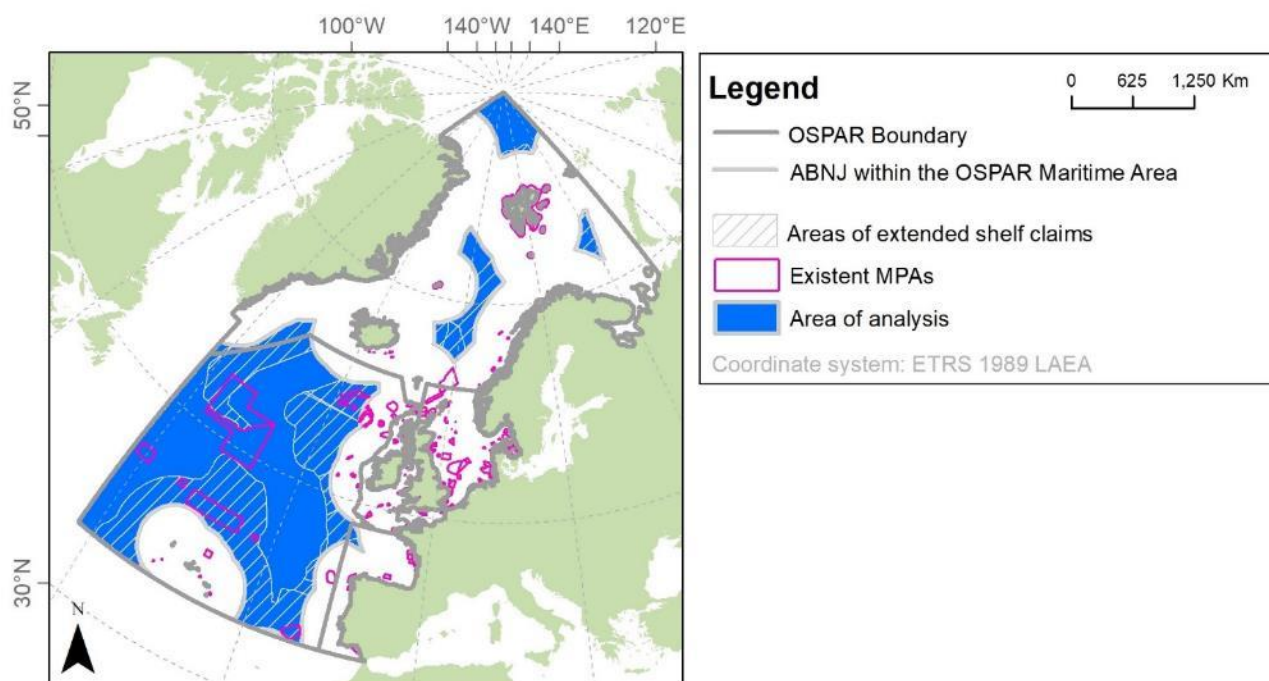 100°W 140°W 140°E 120°E
50°N
30°N
N
Legend
0 625 1,250 Km
OSPAR Boundary
ABNJ within the OSPAR Maritime Area
Areas of extended shelf claims
Existent MPAs
Area of analysis
Coordinate system: ETRS 1989 LAEA